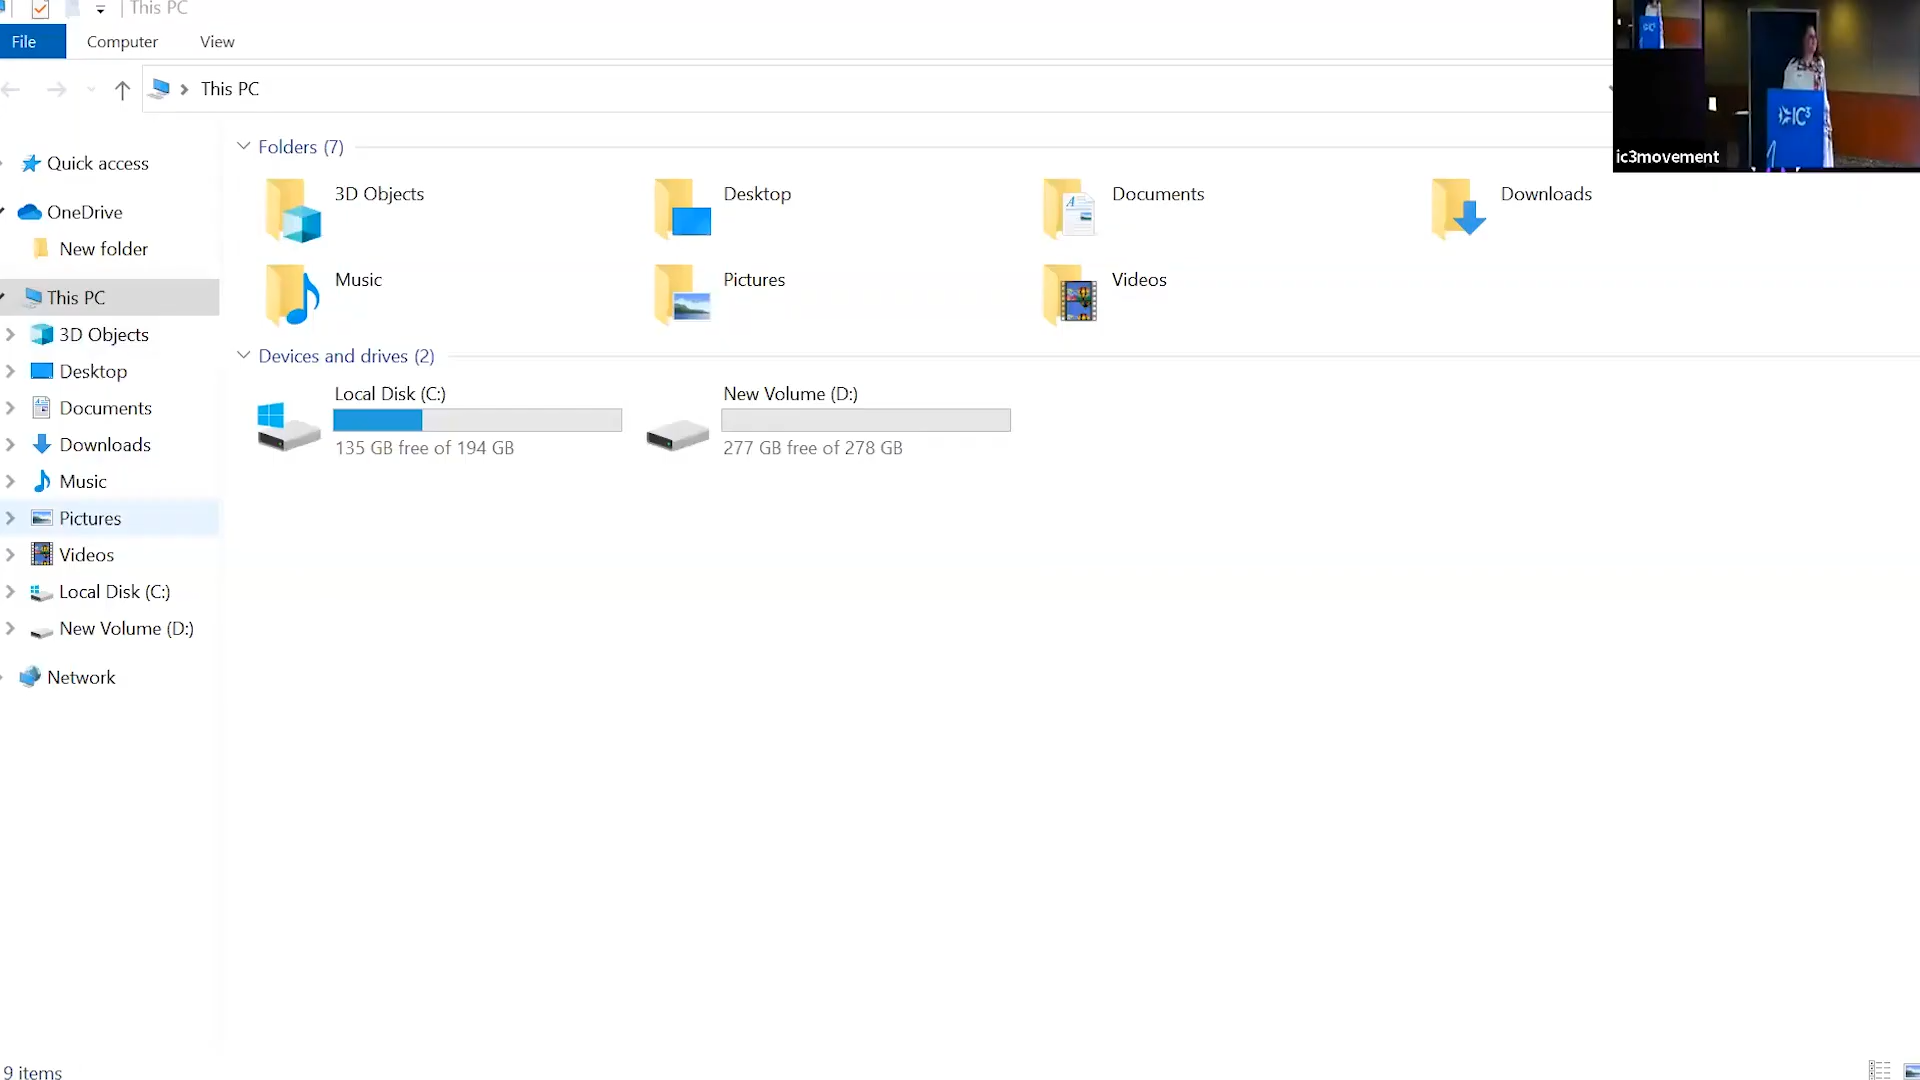 This PC
File
Computer
View
This PC
Quick access
OneDrive
New folder
This PC
3D Objects
Desktop
Documents
Downloads
Music
Pictures
Videos
Local Disk (C:)
New Volume (D:)
Network
Folders (7)
3D Objects
Desktop
Documents
Downloads
Music
Pictures
Videos
Devices and drives (2)
Local Disk (C:)
135 GB free of 194 GB
New Volume (D:)
277 GB free of 278 GB
IC³
ic3movement
9 items